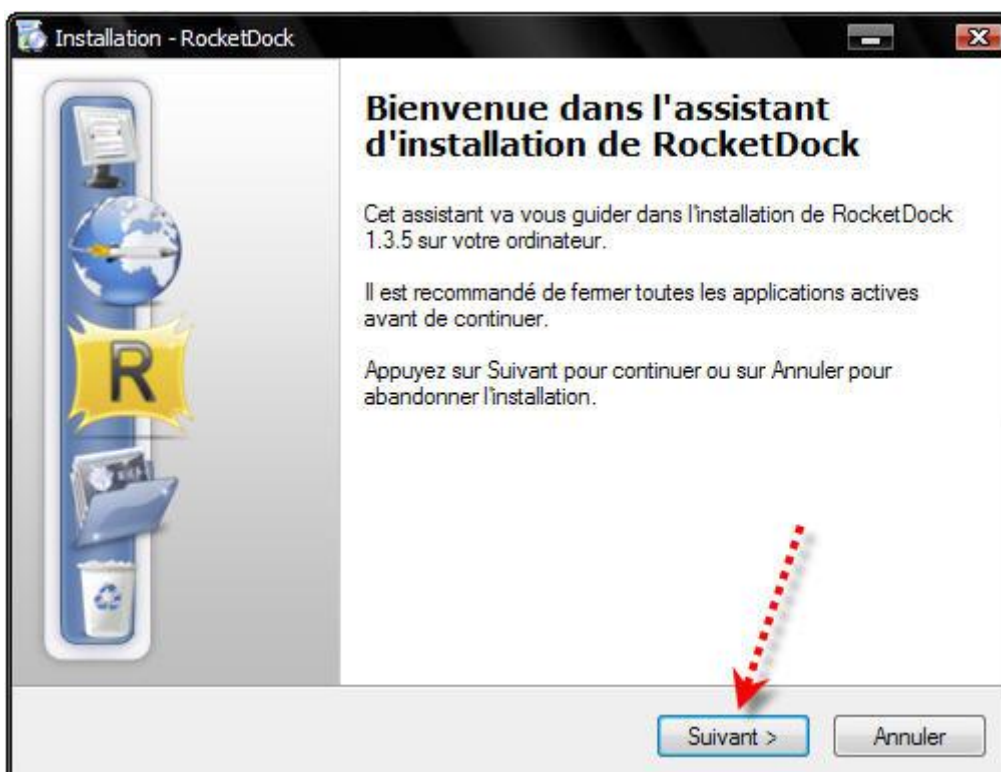 Installation - RocketDock
Bienvenue dans l'assistant
d'installation de RocketDock
Cet assistant va vous guider dans l'installation de RocketDock
1.3.5 sur votre ordinateur.
Il est recommandé de fermer toutes les applications actives
avant de continuer.
Appuyez sur Suivant pour continuer ou sur Annuler pour
abandonner l'installation.
R
Suivant >
Annuler